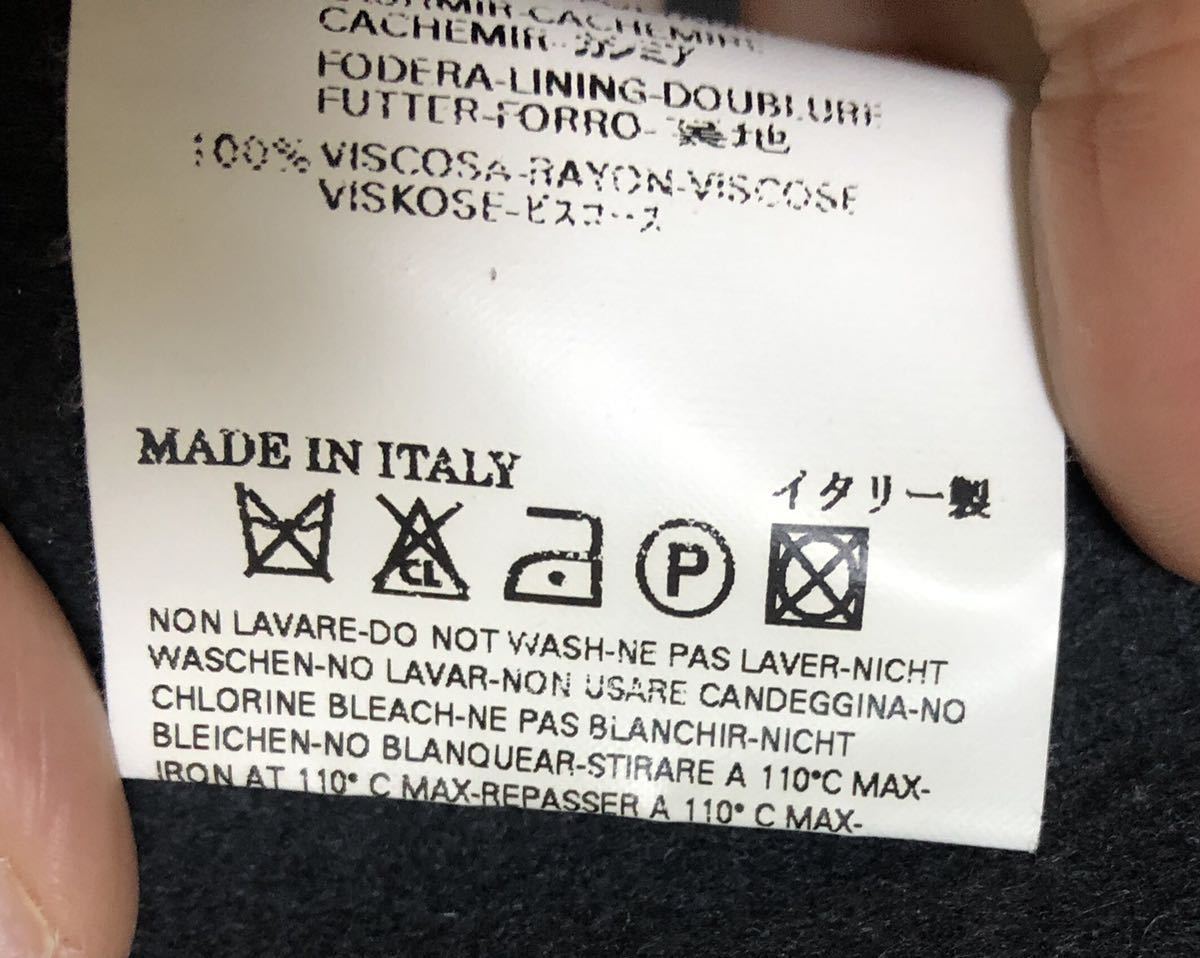 CACHEMIR-カシミア
FODERA-LINING-DOUBLURE
FUTTER-FORRO-裏地
100% VISCOSA-RAYON-VISCOSE
VISKOSE-ビスコース
MADE IN ITALY
イタリー製
CL
P
NON LAVARE-DO NOT WASH-NE PAS LAVER-NICHT
WASCHEN-NO LAVAR-NON USARE CANDEGGINA-NO
CHLORINE BLEACH-NE PAS BLANCHIR-NICHT
BLEICHEN-NO BLANQUEAR-STIRARE A 110°C MAX-
IRON AT 110° C MAX-REPASSER A 110° C MAX-